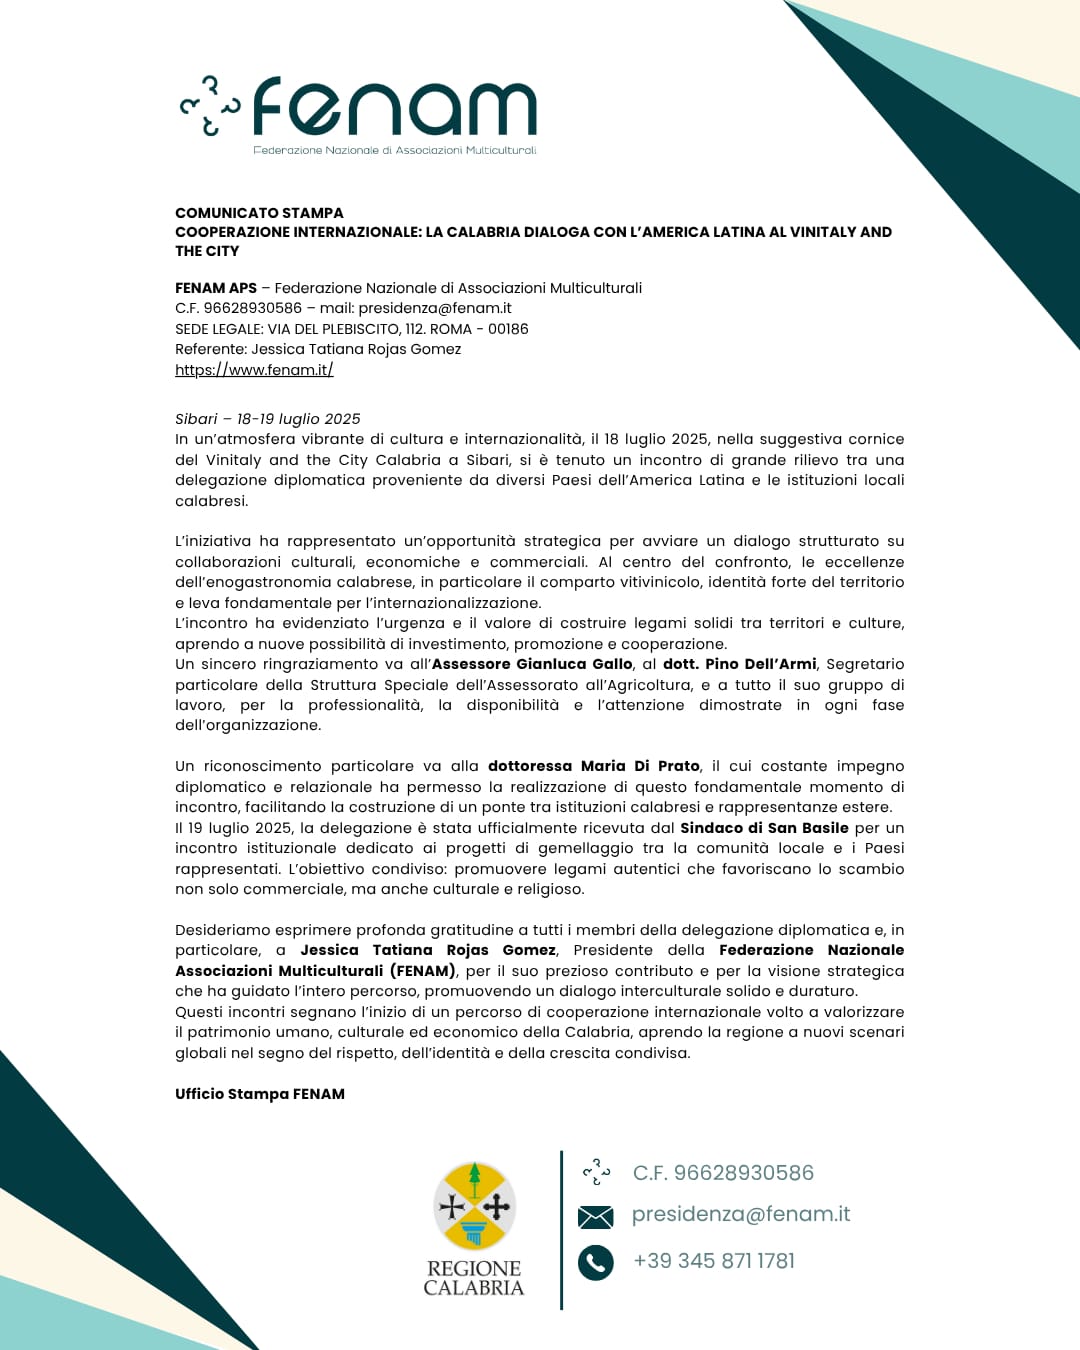 fenam
Federazione Nazionale di Associazioni Multiculturali
COMUNICATO STAMPA
COOPERAZIONE INTERNAZIONALE: LA CALABRIA DIALOGA CON L'AMERICA LATINA AL VINITALY AND
THE CITY
FENAM APS – Federazione Nazionale di Associazioni Multiculturali
C.F. 96628930586 – mail: presidenza@fenam.it
SEDE LEGALE: VIA DEL PLEBISCITO, 112. ROMA - 00186
Referente: Jessica Tatiana Rojas Gomez
https://www.fenam.it/
Sibari – 18-19 luglio 2025
In un'atmosfera vibrante di cultura e internazionalità, il 18 luglio 2025, nella suggestiva cornice
del Vinitaly and the City Calabria a Sibari, si è tenuto un incontro di grande rilievo tra una
delegazione diplomatica proveniente da diversi Paesi dell'America Latina e le istituzioni locali
calabresi.
L'iniziativa ha rappresentato un'opportunità strategica per avviare un dialogo strutturato su
collaborazioni culturali, economiche e commerciali. Al centro del confronto, le eccellenze
dell'enogastronomia calabrese, in particolare il comparto vitivinicolo, identità forte del territorio
e leva fondamentale per l'internazionalizzazione.
L'incontro ha evidenziato l'urgenza e il valore di costruire legami solidi tra territori e culture,
aprendo a nuove possibilità di investimento, promozione e cooperazione.
Un sincero ringraziamento va all'Assessore Gianluca Gallo, al dott. Pino Dell'Armi, Segretario
particolare della Struttura Speciale dell'Assessorato all'Agricoltura, e a tutto il suo gruppo di
lavoro, per la professionalità, la disponibilità e l'attenzione dimostrate in ogni fase
dell'organizzazione.
Un riconoscimento particolare va alla dottoressa Maria Di Prato, il cui costante impegno
diplomatico e relazionale ha permesso la realizzazione di questo fondamentale momento di
incontro, facilitando la costruzione di un ponte tra istituzioni calabresi e rappresentanze estere.
Il 19 luglio 2025, la delegazione è stata ufficialmente ricevuta dal Sindaco di San Basile per un
incontro istituzionale dedicato ai progetti di gemellaggio tra la comunità locale e i Paesi
rappresentati. L'obiettivo condiviso: promuovere legami autentici che favoriscano lo scambio
non solo commerciale, ma anche culturale e religioso.
Desideriamo esprimere profonda gratitudine a tutti i membri della delegazione diplomatica e, in
particolare, a Jessica Tatiana Rojas Gomez, Presidente della Federazione Nazionale
Associazioni Multiculturali (FENAM), per il suo prezioso contributo e per la visione strategica
che ha guidato l'intero percorso, promuovendo un dialogo interculturale solido e duraturo.
Questi incontri segnano l'inizio di un percorso di cooperazione internazionale volto a valorizzare
il patrimonio umano, culturale ed economico della Calabria, aprendo la regione a nuovi scenari
globali nel segno del rispetto, dell'identità e della crescita condivisa.
Ufficio Stampa FENAM
REGIONE
CALABRIA
C.F. 96628930586
presidenza@fenam.it
+39 345 871 1781